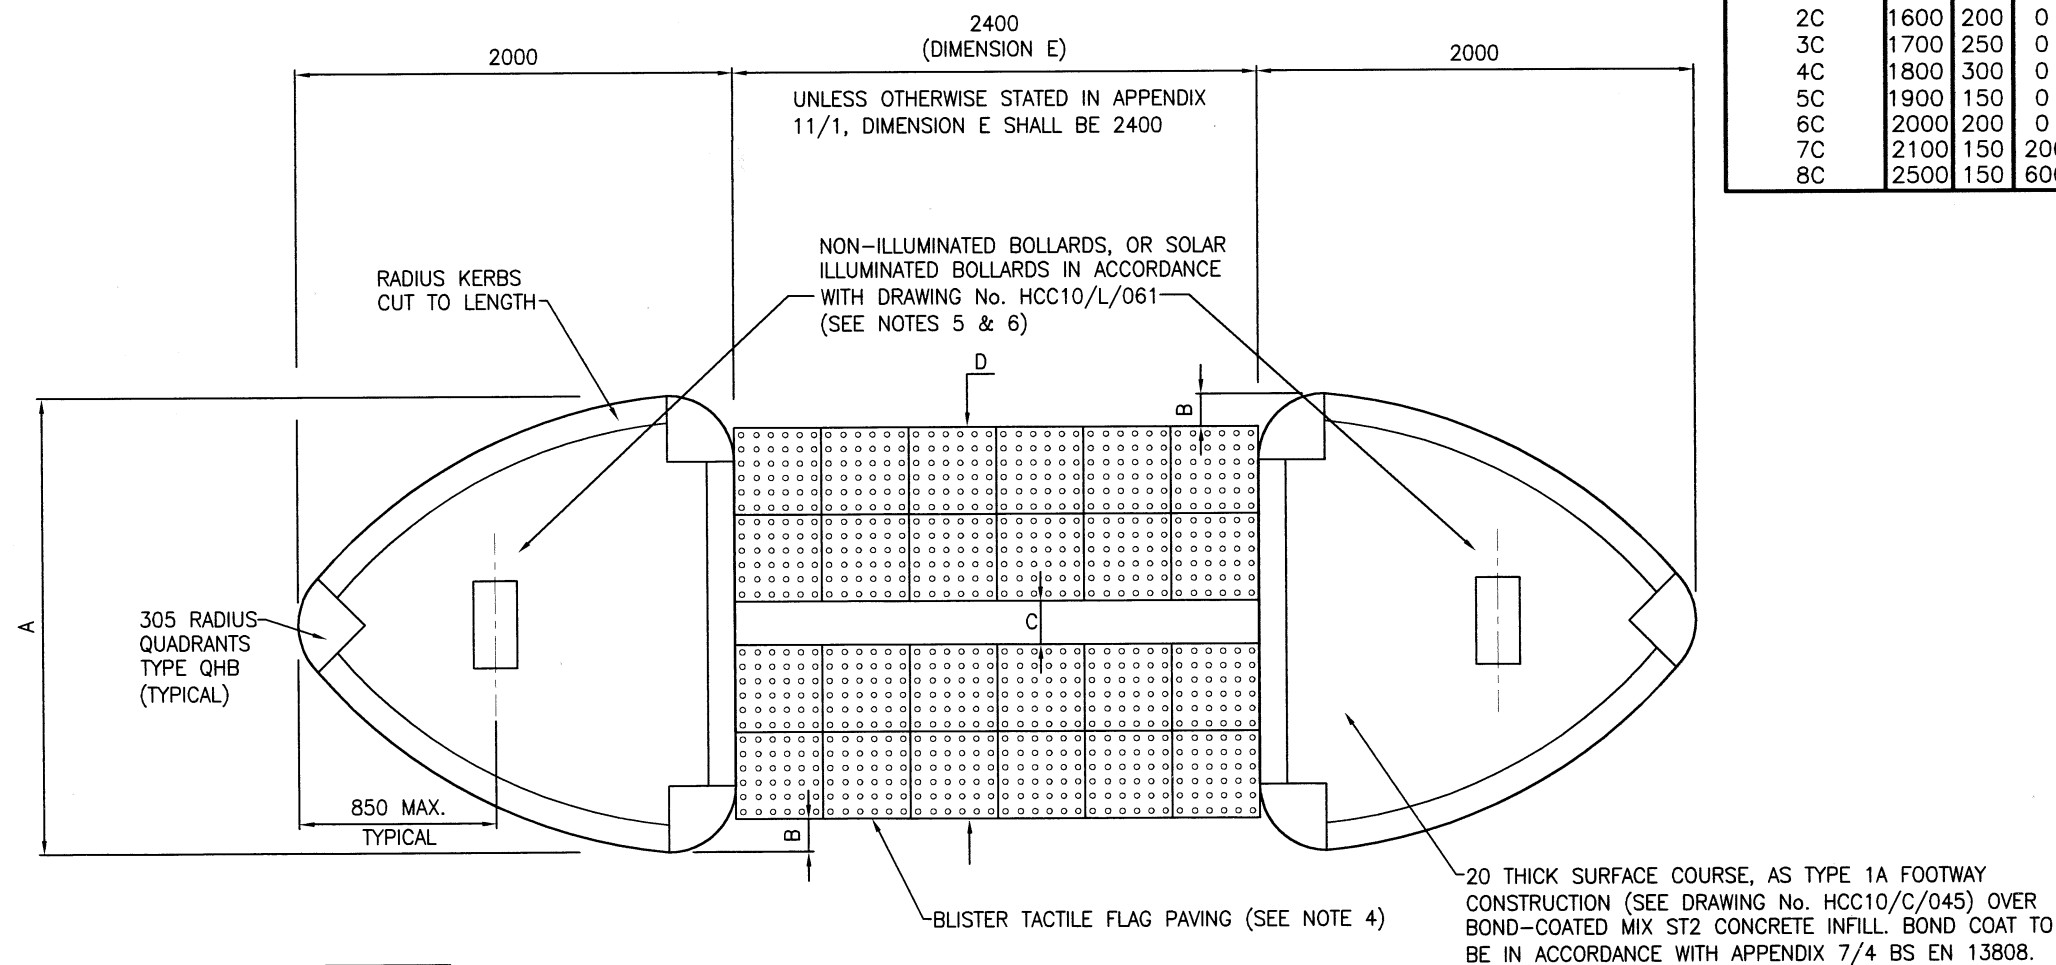 2C 1600 200 0
3C 1700 250 0
4C 1800 300 0
5C 1900 150 0
6C 2000 200 0
7C 2100 150
8C 2500 150
2400
(DIMENSION E)
2000
2000
UNLESS OTHERWISE STATED IN APPENDIX
11/1, DIMENSION E SHALL BE 2400
NON-ILLUMINATED BOLLARDS, OR SOLAR
ILLUMINATED BOLLARDS IN ACCORDANCE
WITH DRAWING No. HCC10/L/061
(SEE NOTES 5 & 6)
RADIUS KERBS
CUT TO LENGTH
D
B
A
C
305 RADIUS
QUADRANTS
TYPE QHB
(TYPICAL)
850 MAX.
TYPICAL
B
BLISTER TACTILE FLAG PAVING (SEE NOTE 4)
20 THICK SURFACE COURSE, AS TYPE 1A FOOTWAY
CONSTRUCTION (SEE DRAWING No. HCC10/C/045) OVER
BOND-COATED MIX ST2 CONCRETE INFILL. BOND COAT TO
BE IN ACCORDANCE WITH APPENDIX 7/4 BS EN 13808.